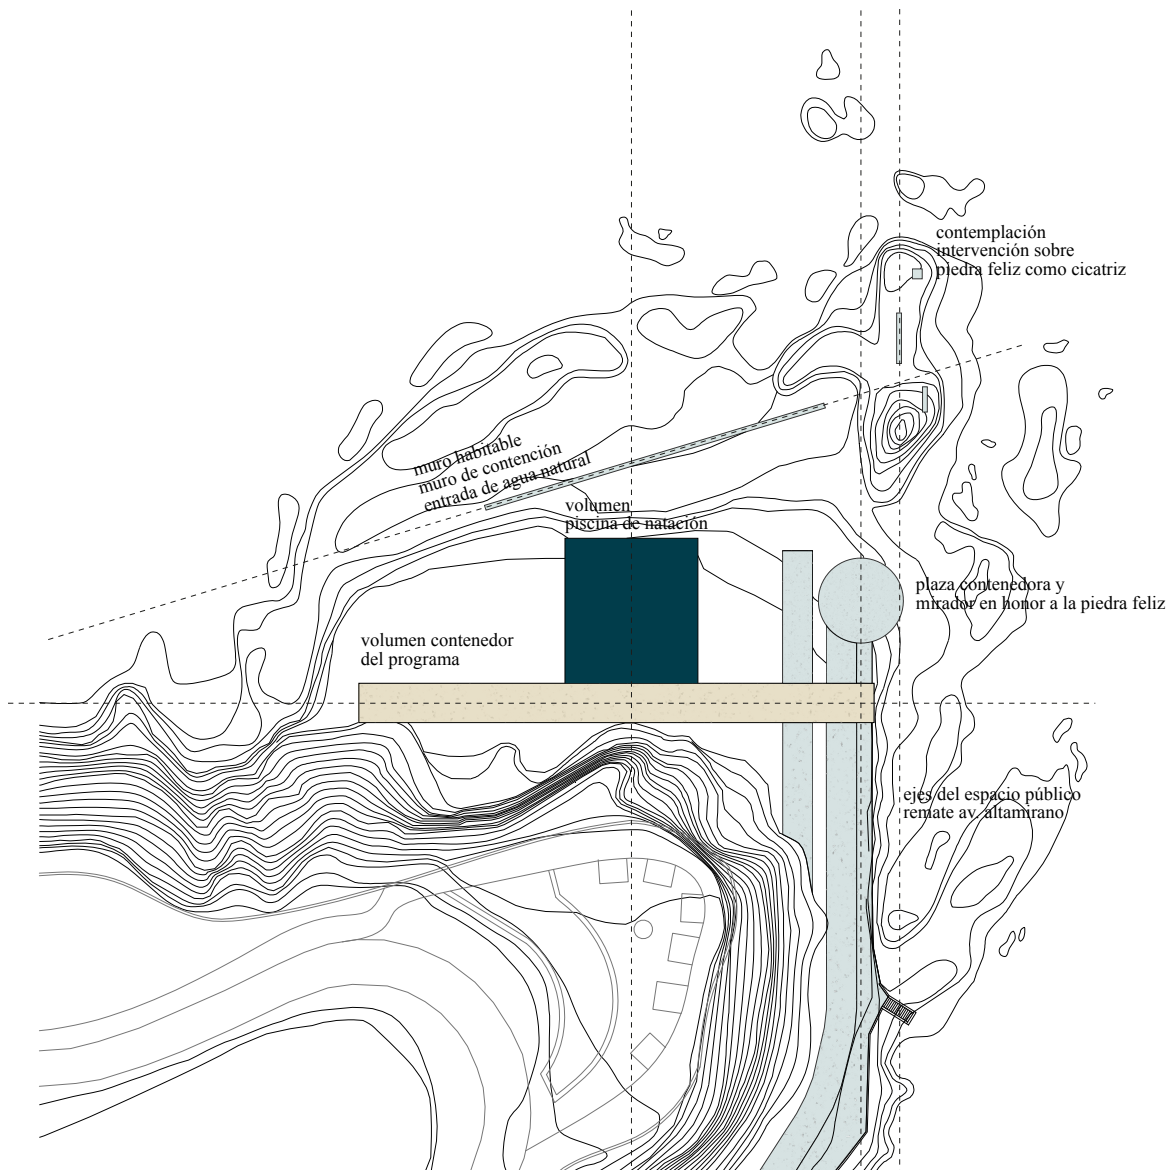 contemplación
intervención sobre
piedra feliz como cicatriz
muro habitable
muro de contención
entrada de agua natural
volumen
piscina de natación
plaza contenedora y
mirador en honor a la piedra feliz
volumen contenedor
del programa
ejes del espacio público
remate av. altamirano